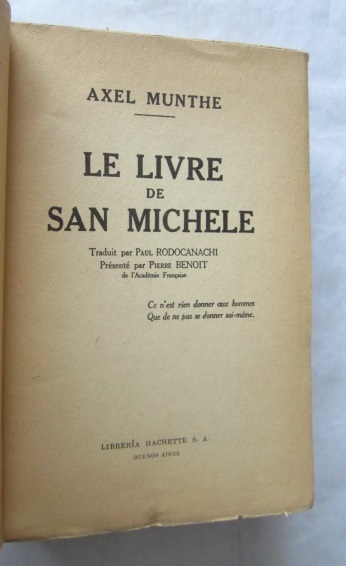 AXEL MUNTHE
LE LIVRE
DE
SAN MICHELE
Traduit par PAUL RODOCANACHI
Présenté par PIERRE BENOIT
de l'Académie Française
Ce n'est rien donner aux hommes
Que de ne pas se donner soi-même.
LIBRERÍA HACHETTE S. A.
BUENOS AIRES